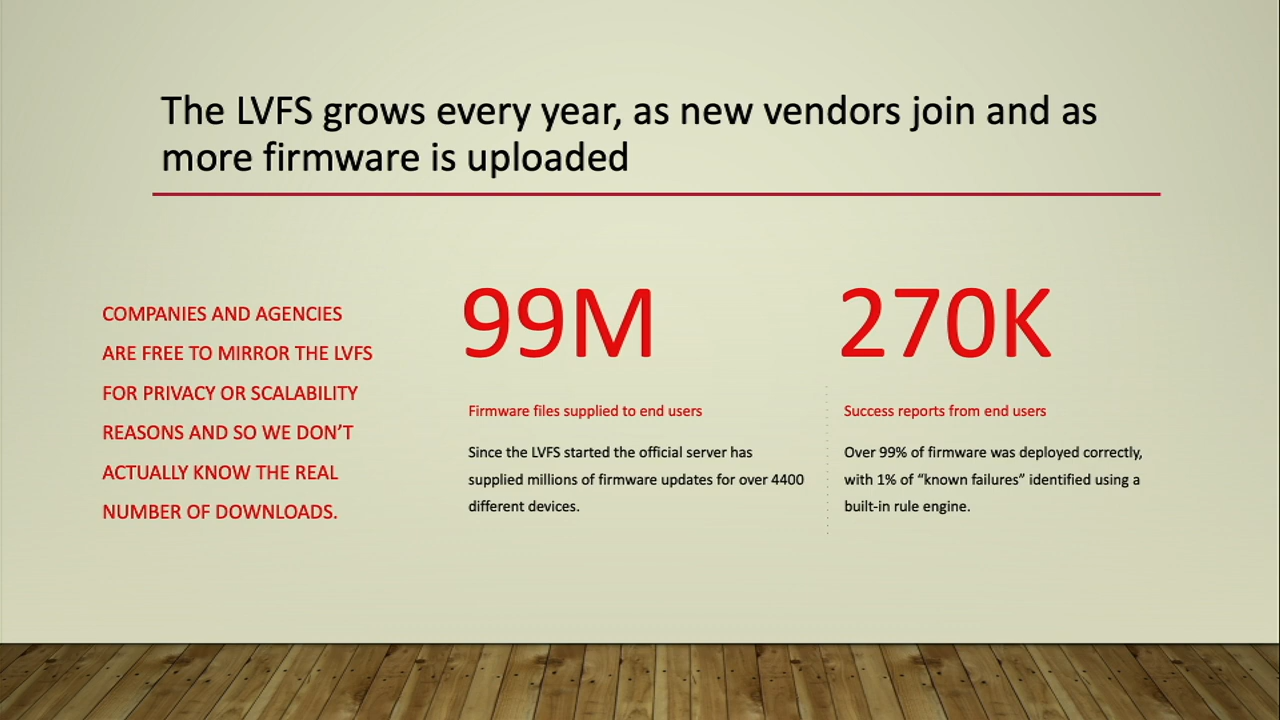 The LVFS grows every year, as new vendors join and as
more firmware is uploaded
COMPANIES AND AGENCIES
ARE FREE TO MIRROR THE LVFS
FOR PRIVACY OR SCALABILITY
REASONS AND SO WE DON’T
ACTUALLY KNOW THE REAL
NUMBER OF DOWNLOADS.
99M
Firmware files supplied to end users
Since the LVFS started the official server has
supplied millions of firmware updates for over 4400
different devices.
270K
Success reports from end users
Over 99% of firmware was deployed correctly,
with 1% of “known failures” identified using a
built-in rule engine.